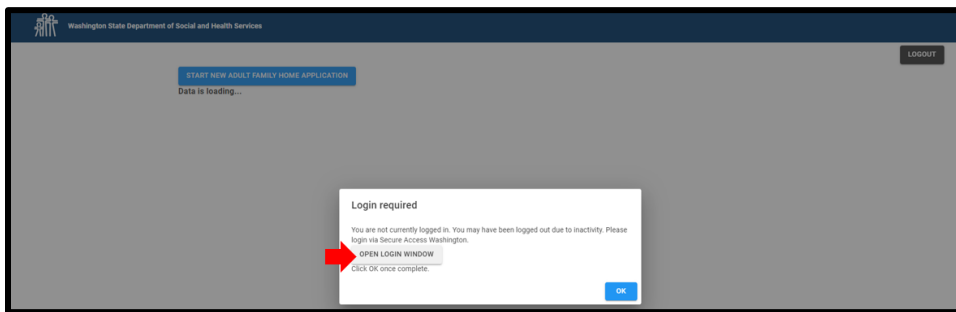 Washington State Department of Social and Health Services
LOGOUT
START NEW ADULT FAMILY HOME APPLICATION
Data is loading...
Login required
You are not currently logged in. You may have been logged out due to inactivity. Please
login via Secure Access Washington.
OPEN LOGIN WINDOW
Click OK once complete.
OK